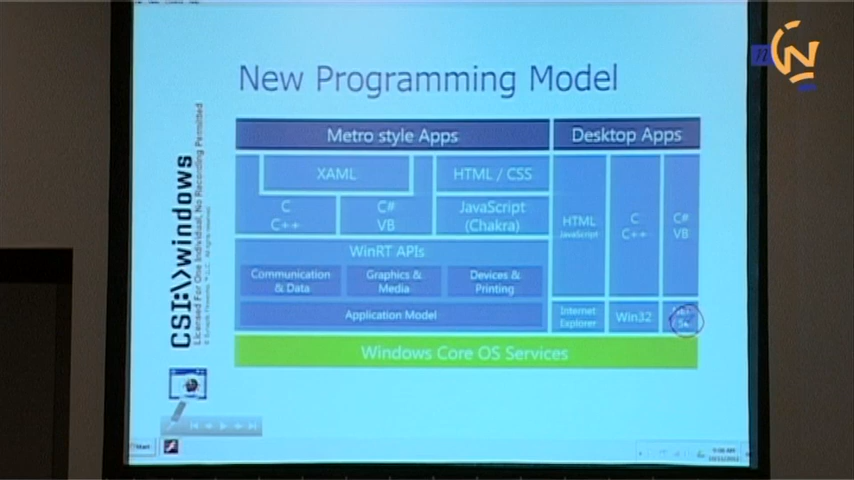 New Programming Model
Metro style Apps
Desktop Apps
XAML
HTML / CSS
C
C++
C#
VB
JavaScript
(Chakra)
HTML
JavaScript
C
C++
C#
VB
WinRT APIs
Communication
& Data
Graphics &
Media
Devices &
Printing
Application Model
Internet
Explorer
Win32
Windows Core OS Services
CSI:\>windows
Licensed For One Individual, No Recording Permitted
Start
N